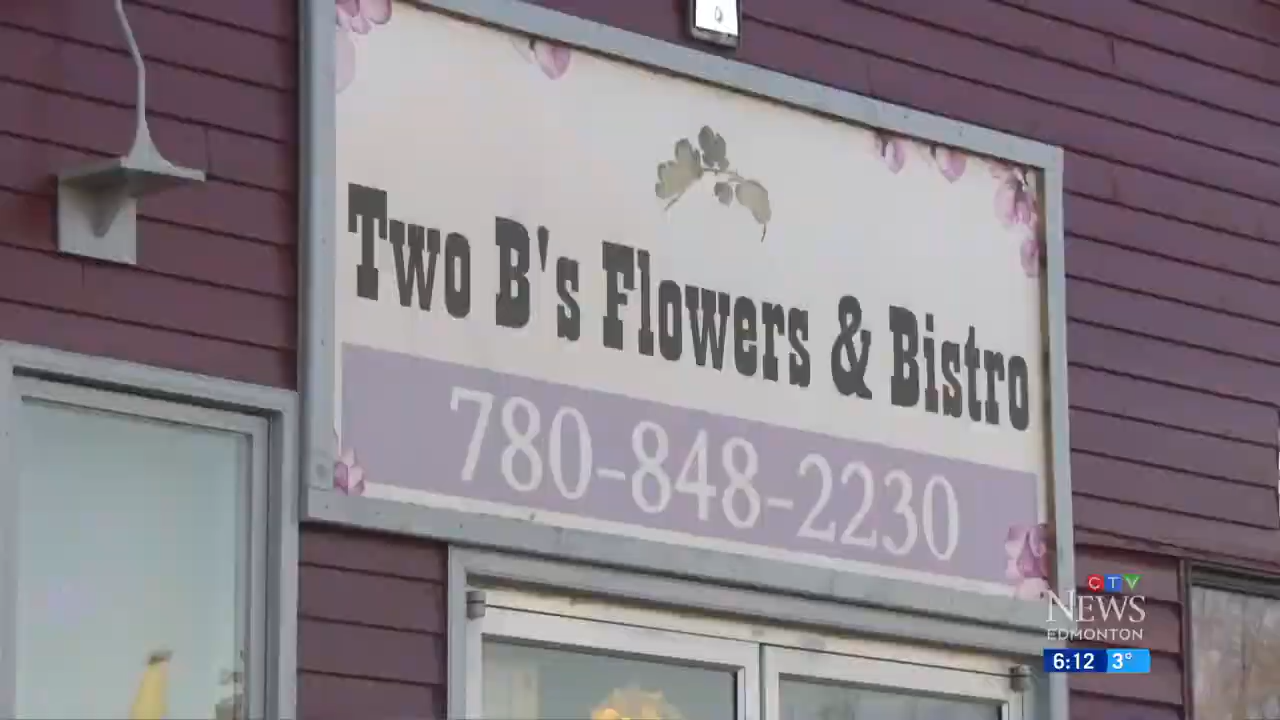 Two B's Flowers & Bistro
780-848-2230
CTV
NEWS
EDMONTON
6:12 3°